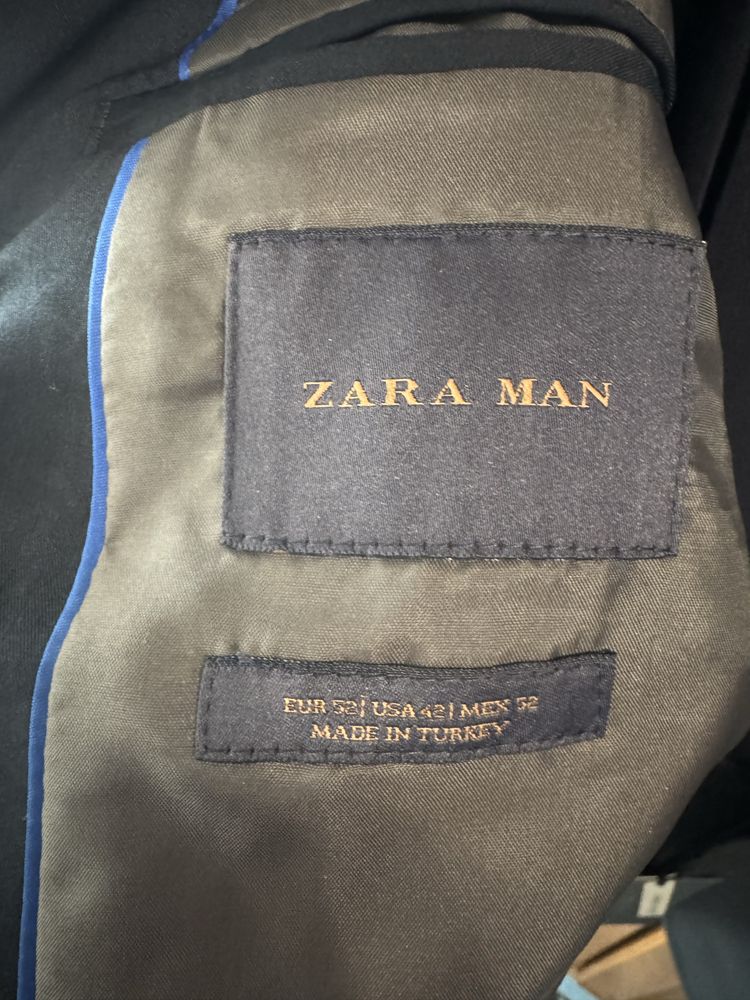 ZARA MAN
EUR 52| USA 42| MEX 52
MADE IN TURKEY